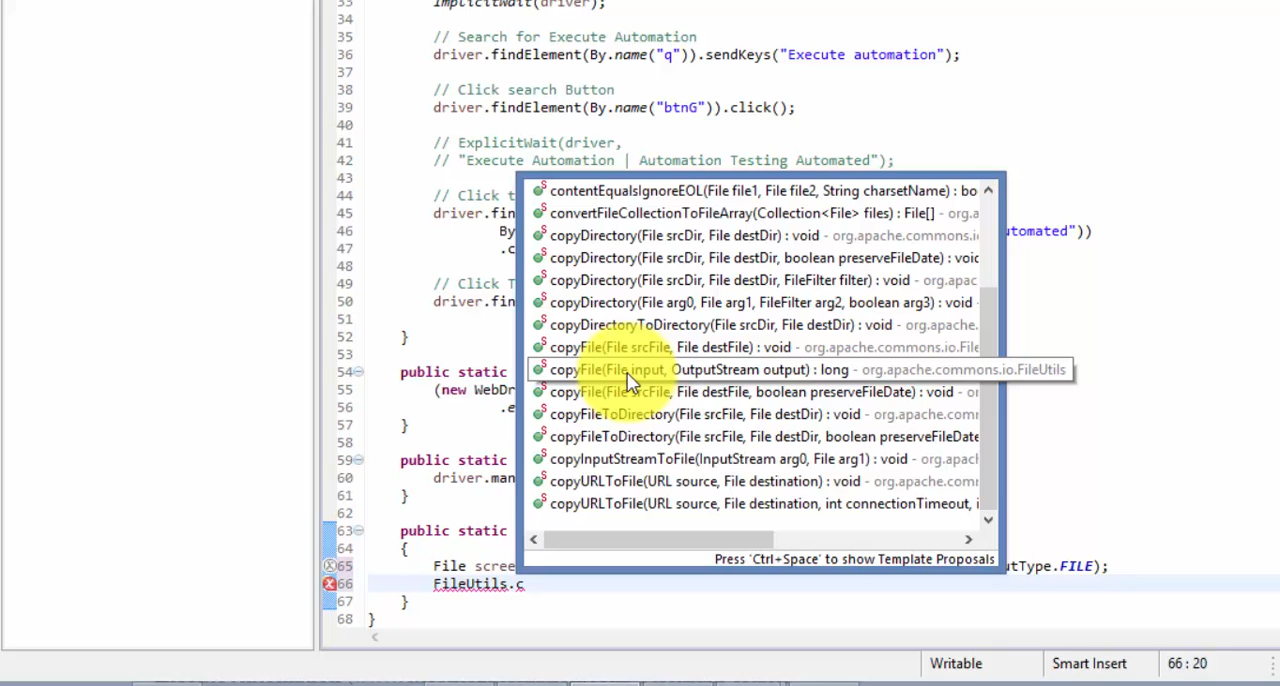 33 ImplicitWait(driver);
34
35 // Search for Execute Automation
36 driver.findElement(By.name("q")).sendKeys("Execute automation");
37
38 // Click search Button
39 driver.findElement(By.name("btnG")).click();
40
41 // ExplicitWait(driver,
42 // "Execute Automation | Automation Testing Automated");
43
44 // Click t
45 driver.fin
46 By utomated"))
47 .c
48
49 // Click T
50 driver.fin
51
52 }
53
54 public static
55 (new WebDr
56 .e
57 }
58
59 public static
60 driver.man
61 }
62
63 public static
64 {
65 File scree utType.FILE);
66 FileUtils.c
67 }
68 }
contentEqualsIgnoreEOL(File file1, File file2, String charsetName) : bo
convertFileCollectionToFileArray(Collection<File> files) : File[] - org.a
copyDirectory(File srcDir, File destDir) : void - org.apache.commons.i
copyDirectory(File srcDir, File destDir, boolean preserveFileDate) : void
copyDirectory(File srcDir, File destDir, FileFilter filter) : void - org.apac
copyDirectory(File arg0, File arg1, FileFilter arg2, boolean arg3) : void -
copyDirectoryToDirectory(File srcDir, File destDir) : void - org.apache.
copyFile(File srcFile, File destFile) : void - org.apache.commons.io.File
copyFile(File input, OutputStream output) : long - org.apache.commons.io.FileUtils
copyFile(File srcFile, File destFile, boolean preserveFileDate) : void - org
copyFileToDirectory(File srcFile, File destDir) : void - org.apache.comm
copyFileToDirectory(File srcFile, File destDir, boolean preserveFileDate
copyInputStreamToFile(InputStream arg0, File arg1) : void - org.apach
copyURLToFile(URL source, File destination) : void - org.apache.comm
copyURLToFile(URL source, File destination, int connectionTimeout, i
Press 'Ctrl+Space' to show Template Proposals
Writable Smart Insert 66 : 20